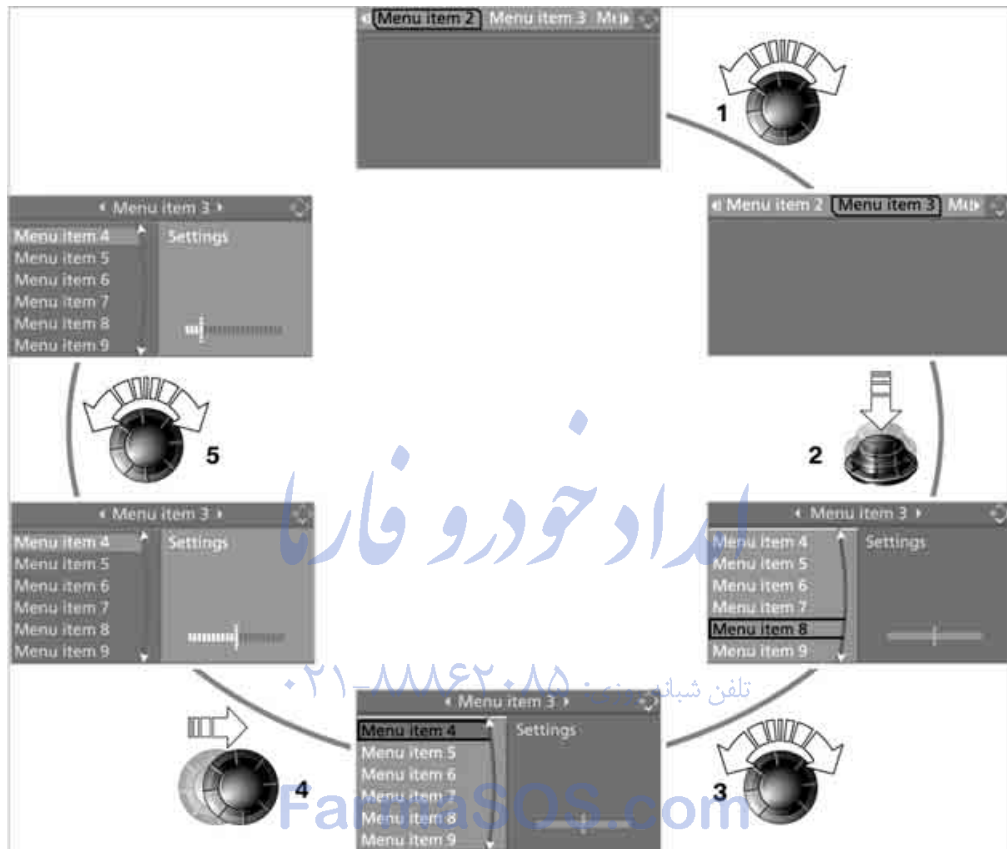 Menu item 2 Menu item 3
1
Menu item 3
Menu item 4 Settings
Menu item 5
Menu item 6
Menu item 7
Menu item 8
Menu item 9
Menu item 2 Menu item 3
5
2
امداد خودرو فارما
Menu item 3
Menu item 4 Settings
Menu item 5
Menu item 6
Menu item 7
Menu item 8
Menu item 9
Menu item 3
Menu item 4 Settings
Menu item 5
Menu item 6
Menu item 7
Menu item 8
Menu item 9
تلفن ۰۲۱-۸۸۸۶۲۰۸۵
Menu item 3
Menu item 4 Settings
Menu item 5
Menu item 6
Menu item 7
Menu item 8
Menu item 9
4
3
FarmaSOS.com